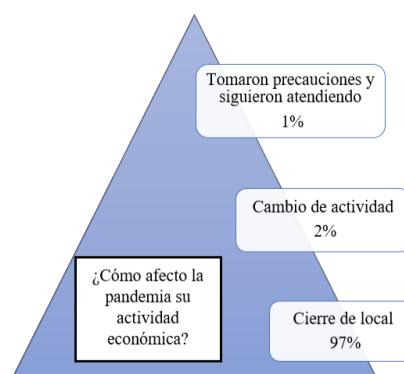 Tomaron precauciones y
siguieron atendiendo
1%
Cambio de actividad
2%
¿Cómo afecto la
pandemia su
actividad
económica?
Cierre de local
97%